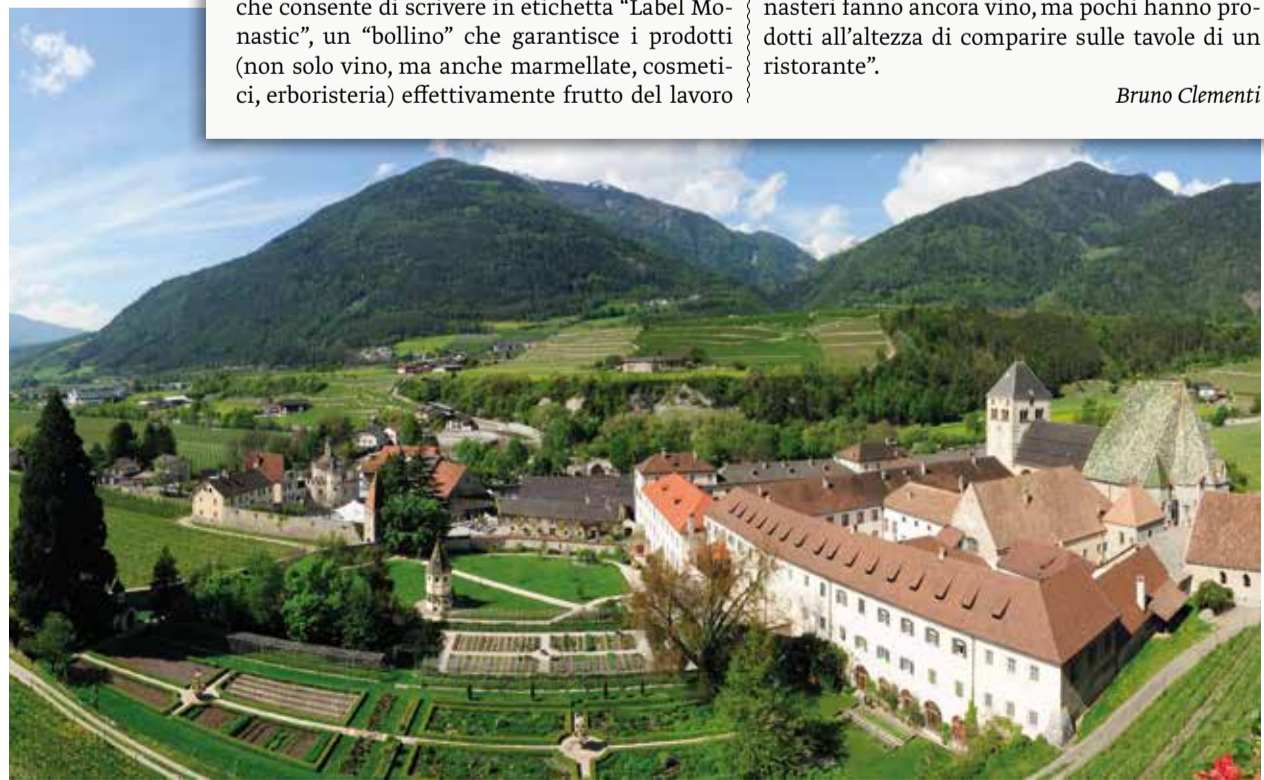 che consente di scrivere in etichetta “Label Mo-
nastic”, un “bollino” che garantisce i prodotti
(non solo vino, ma anche marmellate, cosmeti-
ci, erboristeria) effettivamente frutto del lavoro
nasteri fanno ancora vino, ma pochi hanno pro-
dotti all’altezza di comparire sulle tavole di un
ristorante”.
Bruno Clementi